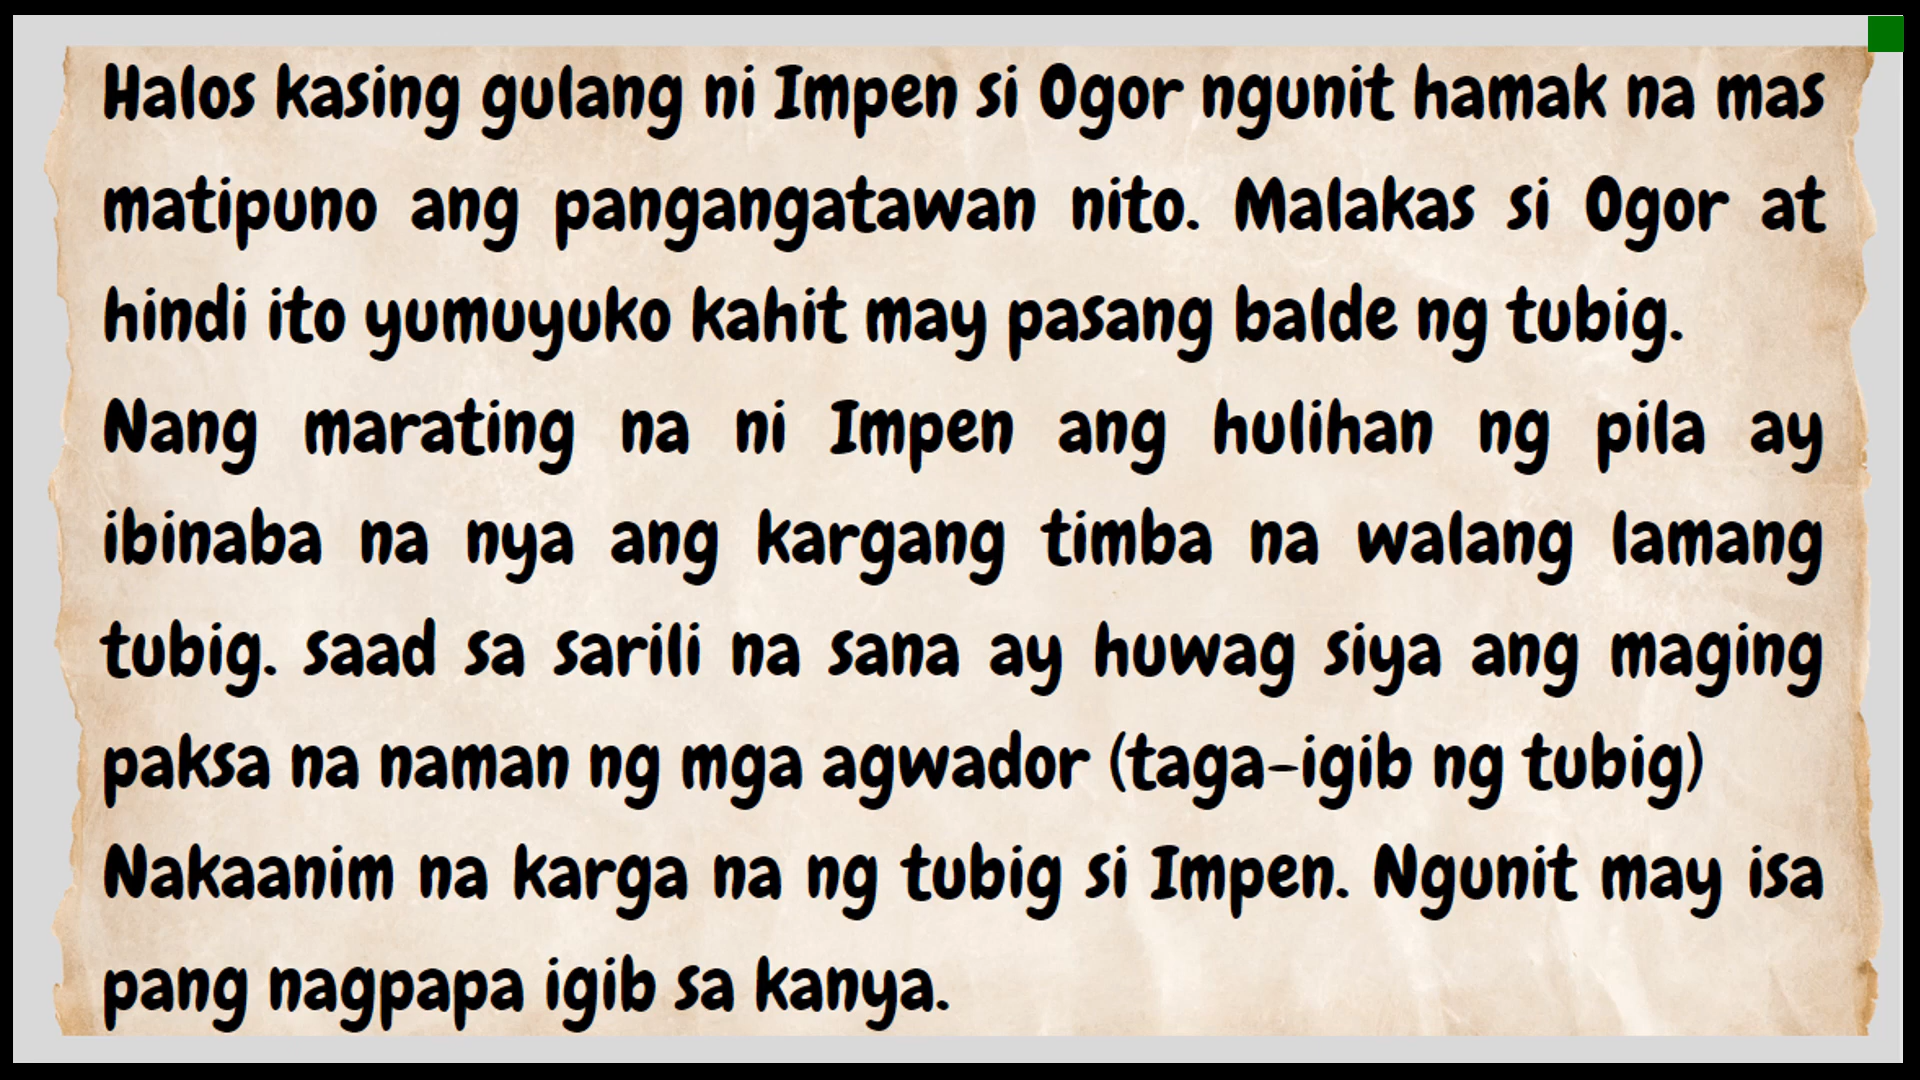 Halos kasing gulang ni Impen si Ogor ngunit hamak na mas
matipuno ang pangangatawan nito. Malakas si Ogor at
hindi ito yumuyuko kahit may pasang balde ng tubig.
Nang marating na ni Impen ang hulihan ng pila ay
ibinaba na nya ang kargang timba na walang lamang
tubig. saad sa sarili na sana ay huwag siya ang maging
paksa na naman ng mga agwador (taga-igib ng tubig)
Nakaanim na karga na ng tubig si Impen. Ngunit may isa
pang nagpapa igib sa kanya.